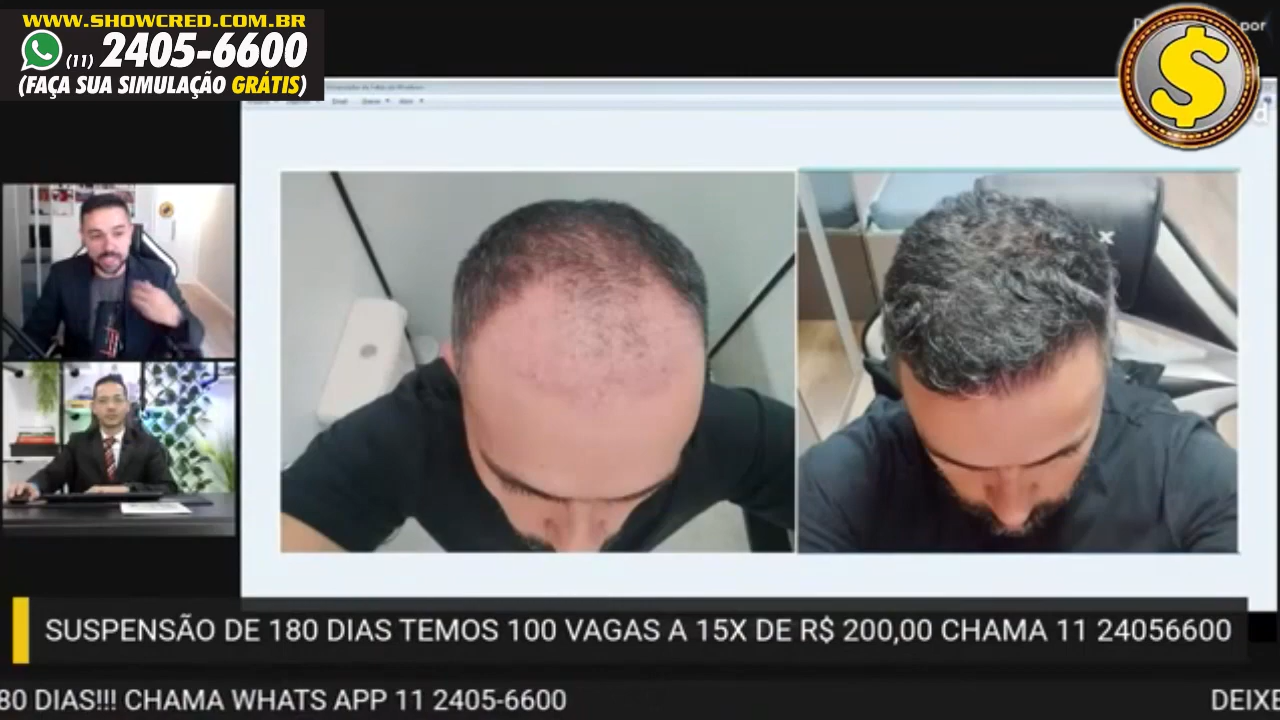 WWW.SHOWCRED.COM.BR
(11) 2405-6600
(FAÇA SUA SIMULAÇÃO GRÁTIS)
por
$
SUSPENSÃO DE 180 DIAS TEMOS 100 VAGAS A 15X DE R$ 200,00 CHAMA 11 24056600
80 DIAS!!! CHAMA WHATS APP 11 2405-6600
DEIXE